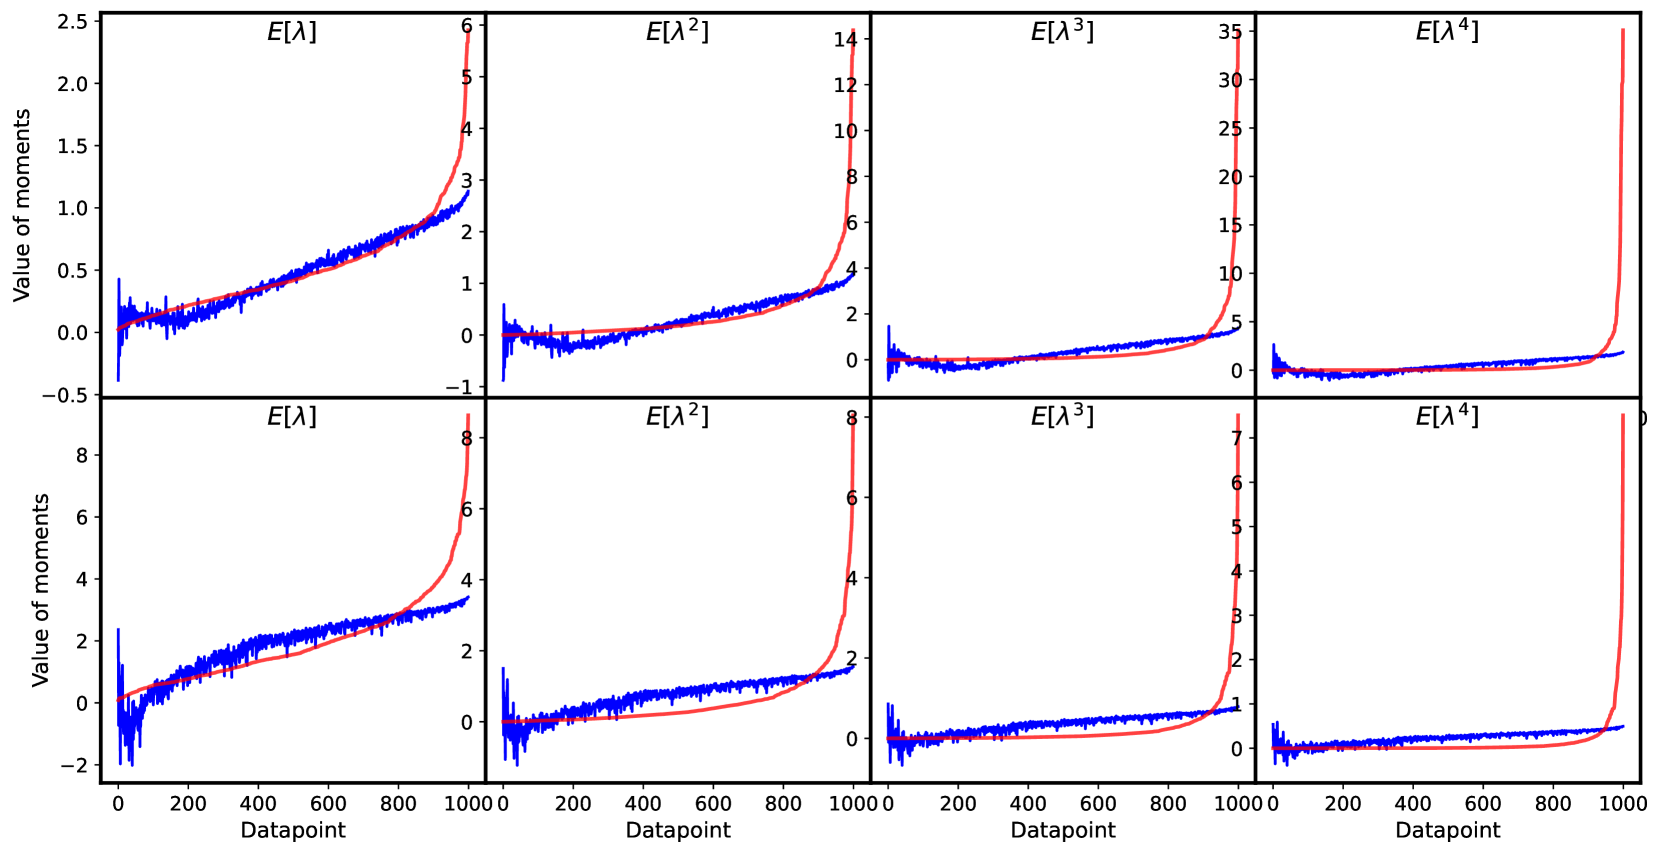 E[λ] E[λ²] E[λ³] E[λ⁴]
2.5 6 14 35
2.0 5 12 30
1.5 4 10 25
1.0 3 8 20
0.5 2 6 15
0.0 1 4 10
−0.5 0 2 5
−1 0 0
Value of moments
E[λ] E[λ²] E[λ³] E[λ⁴]
8 8 8 7
6 6 6 6
4 4 4 5
2 2 2 4
0 0 0 3
−2 2
1
0
0
Value of moments
0 200 400 600 800 1000 0 200 400 600 800 1000 0 200 400 600 800 1000 0 200 400 600 800 1000
Datapoint Datapoint Datapoint Datapoint